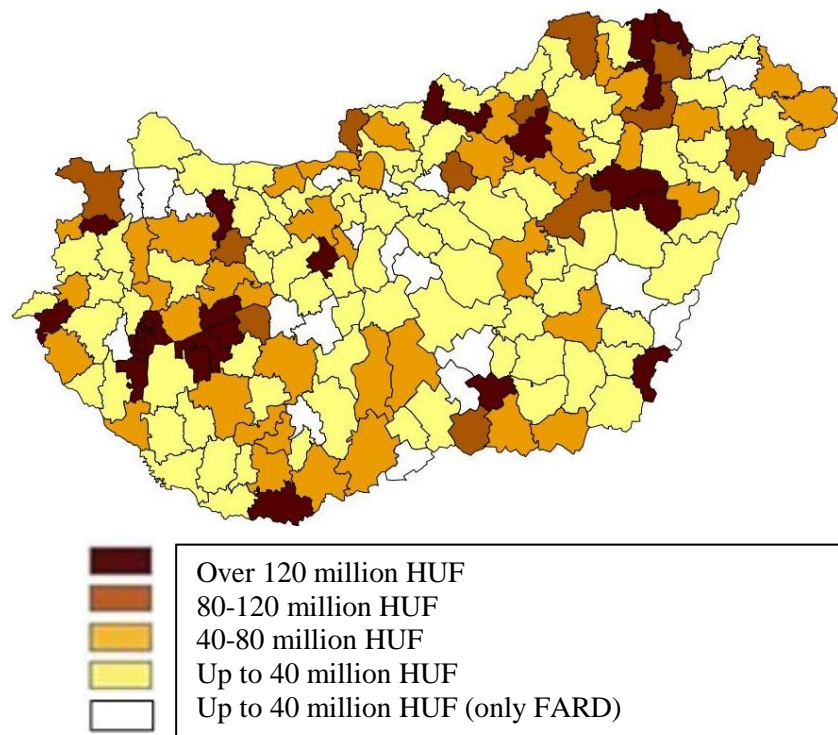 Over 120 million HUF
80-120 million HUF
40-80 million HUF
Up to 40 million HUF
Up to 40 million HUF (only FARD)